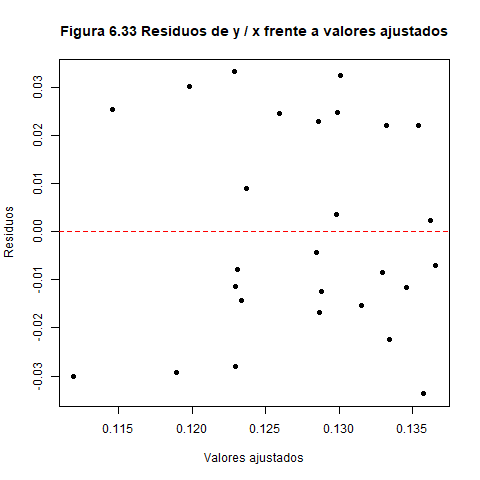 Figura 6.33 Residuos de y / x frente a valores ajustados
0.03
0.02
0.01
0.00
-0.01
-0.02
-0.03
Residuos
0.115 0.120 0.125 0.130 0.135
Valores ajustados